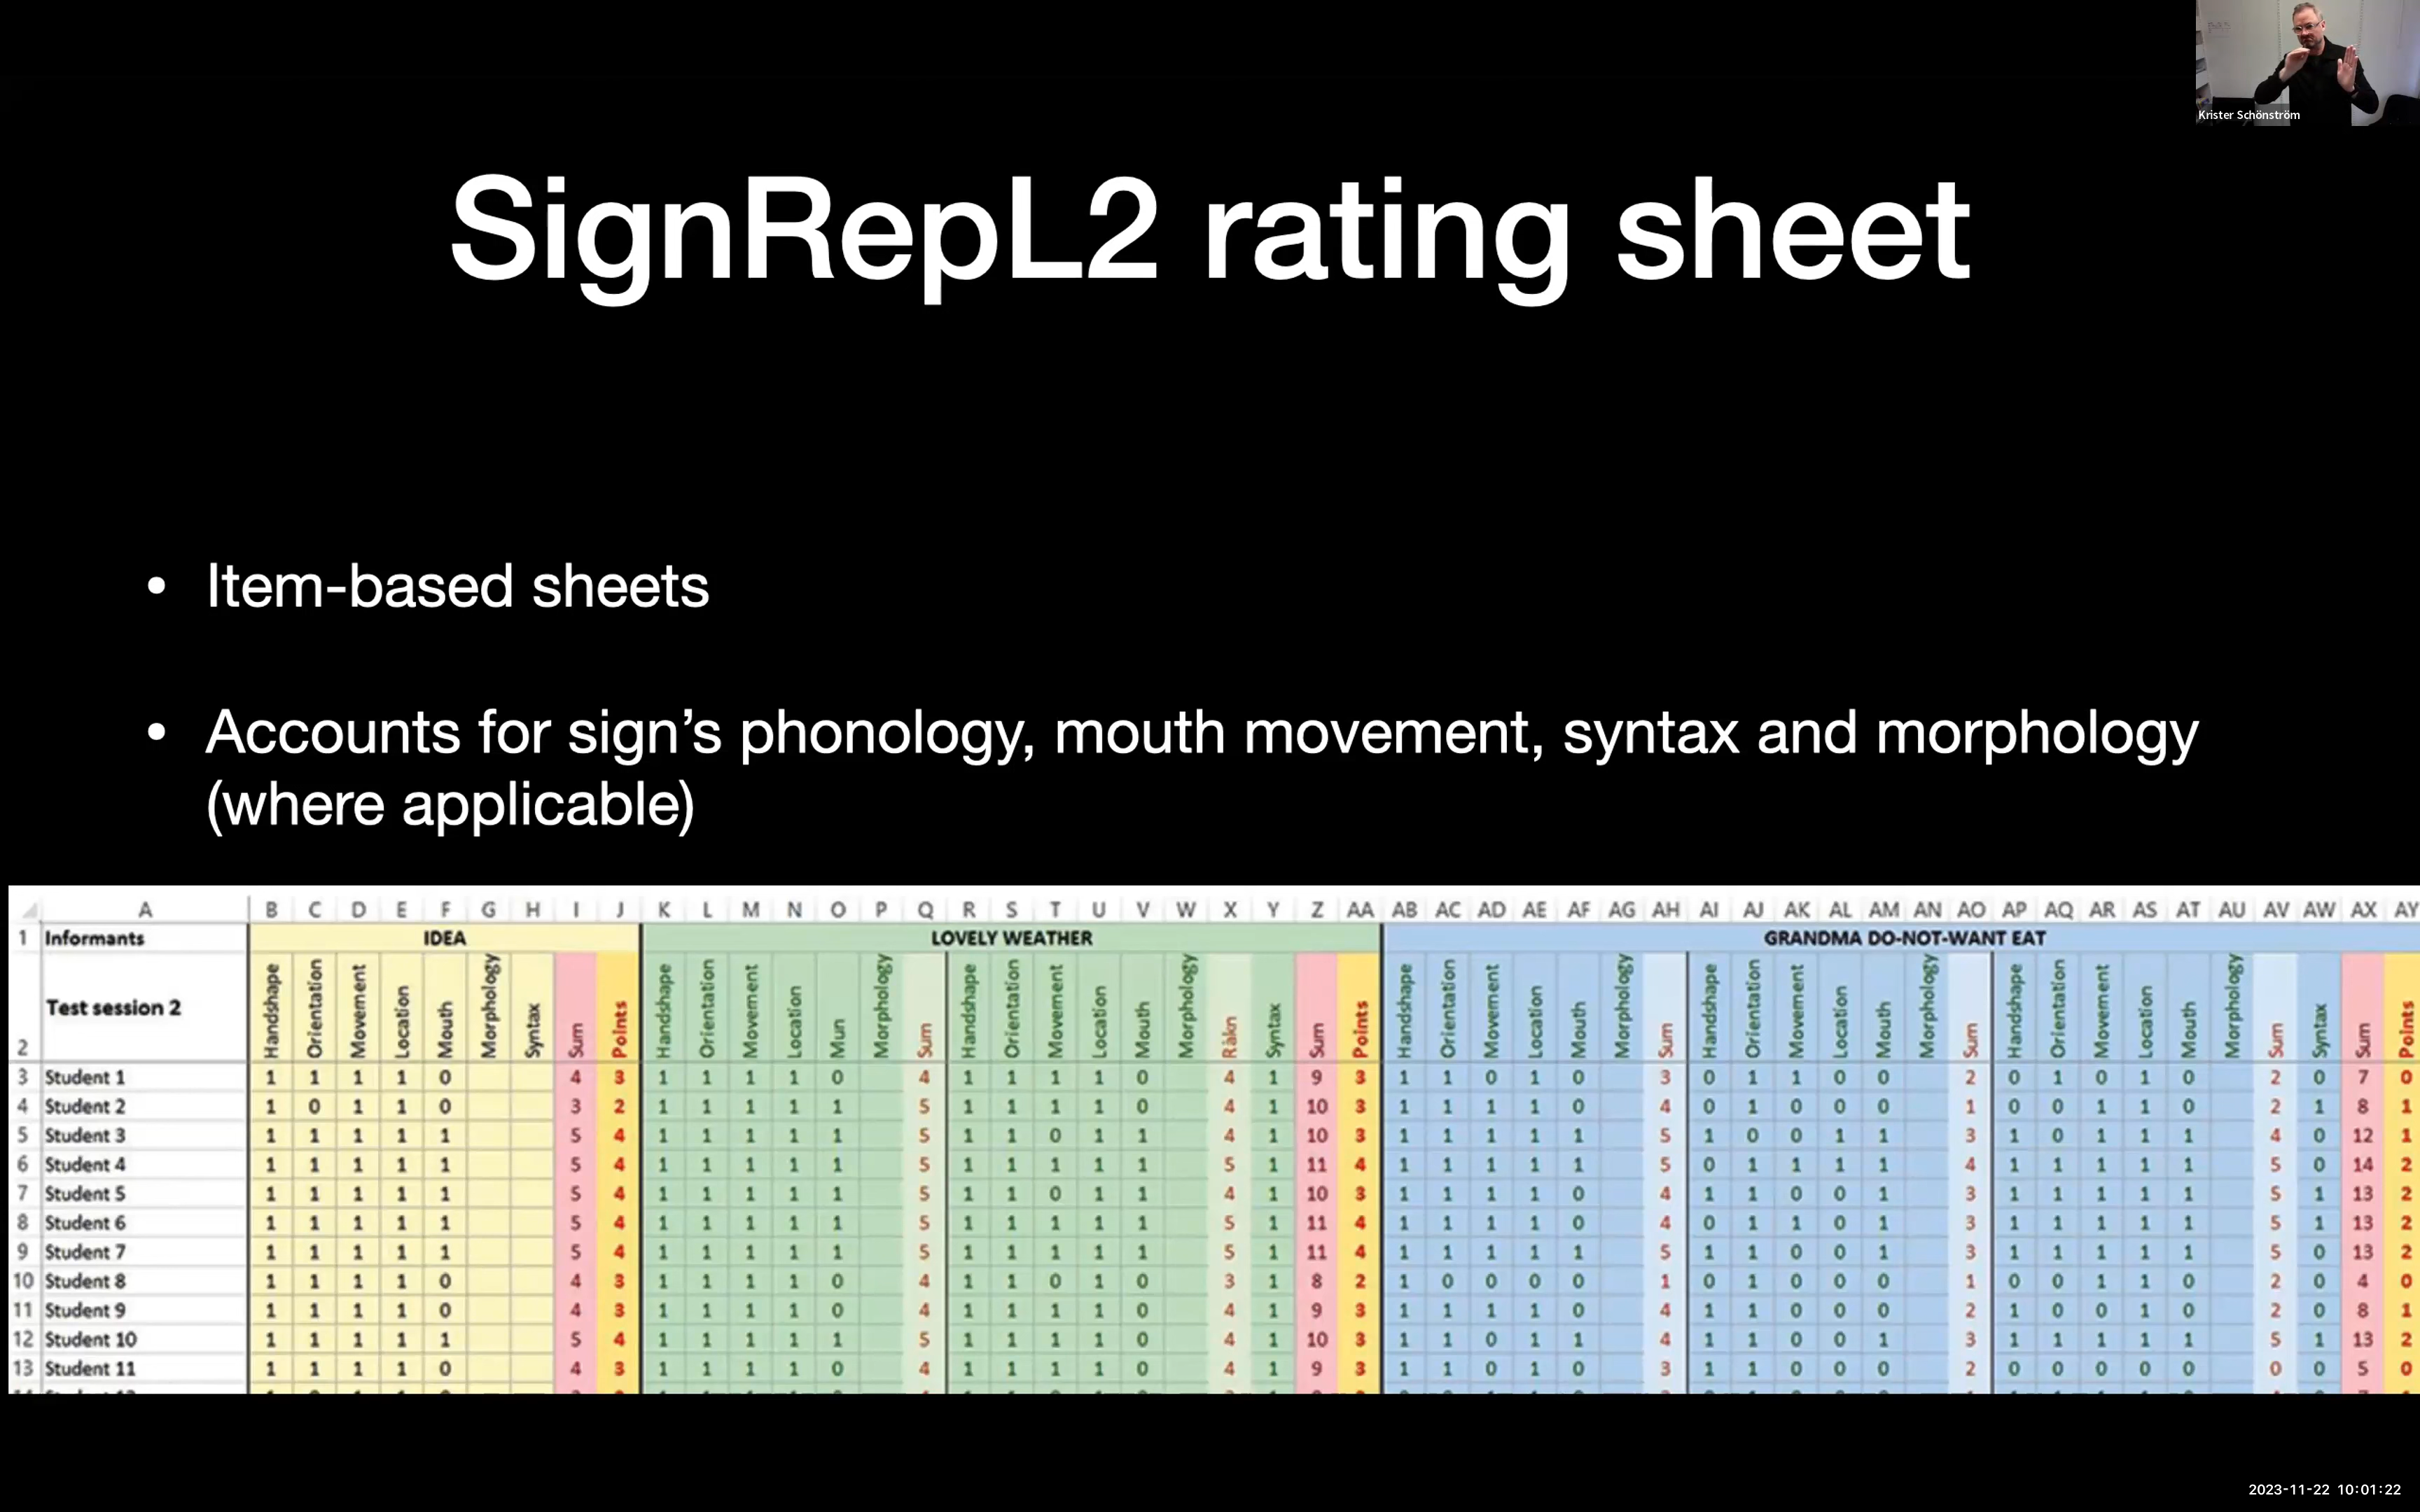 Krister Schönström
SignRepL2 rating sheet
• Item-based sheets
• Accounts for sign’s phonology, mouth movement, syntax and morphology
(where applicable)
A B C D E F G H I J K L M N O P Q R S T U V W X Y Z AA AB AC AD AE AF AG AH AI AJ AK AL AM AN AO AP AQ AR AS AT AU AV AW AX AY
1 Informants IDEA LOVELY WEATHER GRANDMA DO-NOT-WANT EAT
2 Test session 2 Handshape Orientation Movement Location Mouth Morphology Syntax Sum Points Handshape Orientation Movement Location Mun Morphology Sum Handshape Orientation Movement Location Mouth Morphology Räkn Syntax Sum Points Handshape Orientation Movement Location Mouth Morphology Sum Handshape Orientation Movement Location Mouth Morphology Sum Handshape Orientation Movement Location Mouth Morphology Sum Syntax Sum Points
3 Student 1 1 1 1 1 0 4 3 1 1 1 1 0 4 1 1 1 1 0 4 1 9 3 1 1 0 1 0 3 0 1 1 0 0 2 0 1 0 1 0 2 0 7 0
4 Student 2 1 0 1 1 0 3 2 1 1 1 1 1 5 1 1 1 1 0 4 1 10 3 1 1 1 1 0 4 0 1 0 0 0 1 0 0 1 1 0 2 1 8 1
5 Student 3 1 1 1 1 1 5 4 1 1 1 1 1 5 1 1 0 1 1 4 1 10 3 1 1 1 1 1 5 1 0 0 1 1 3 1 0 1 1 1 4 0 12 1
6 Student 4 1 1 1 1 1 5 4 1 1 1 1 1 5 1 1 1 1 1 5 1 11 4 1 1 1 1 1 5 0 1 1 1 1 4 1 1 1 1 1 5 0 14 2
7 Student 5 1 1 1 1 1 5 4 1 1 1 1 1 5 1 1 0 1 1 4 1 10 3 1 1 1 1 0 4 1 1 0 0 1 3 1 1 1 1 1 5 1 13 2
8 Student 6 1 1 1 1 1 5 4 1 1 1 1 1 5 1 1 1 1 1 5 1 11 4 1 1 1 1 0 4 0 1 1 0 1 3 1 1 1 1 1 5 1 13 2
9 Student 7 1 1 1 1 1 5 4 1 1 1 1 1 5 1 1 1 1 1 5 1 11 4 1 1 1 1 1 5 1 1 0 0 1 3 1 1 1 1 1 5 0 13 2
10 Student 8 1 1 1 1 0 4 3 1 1 1 1 0 4 1 1 0 1 0 3 1 8 2 1 0 0 0 0 1 0 1 0 0 0 1 0 0 1 1 0 2 0 4 0
11 Student 9 1 1 1 1 0 4 3 1 1 1 1 0 4 1 1 1 1 0 4 1 9 3 1 1 1 1 0 4 1 1 0 0 0 2 1 0 0 1 0 2 0 8 1
12 Student 10 1 1 1 1 1 5 4 1 1 1 1 1 5 1 1 1 1 0 4 1 10 3 1 1 0 1 1 4 1 1 0 0 1 3 1 1 1 1 1 5 1 13 2
13 Student 11 1 1 1 1 0 4 3 1 1 1 1 0 4 1 1 1 1 0 4 1 9 3 1 1 0 1 0 3 1 1 0 0 0 2 0 0 0 0 0 0 0 5 0
2023-11-22 10:01:22